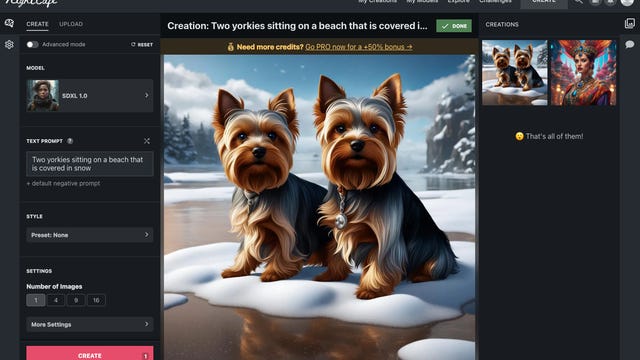 NightCafe
My Creations
My Models
Explore
Challenges
CREATE
CREATE
UPLOAD
Creation: Two yorkies sitting on a beach that is covered i...
DONE
CREATIONS
Advanced mode
RESET
Need more credits? Go PRO now for a +50% bonus →
MODEL
SDXL 1.0
TEXT PROMPT
Two yorkies sitting on a beach that
is covered in snow
+ default negative prompt
STYLE
Preset: None
SETTINGS
Number of Images
1
4
9
16
More Settings
CREATE
1
That's all of them!